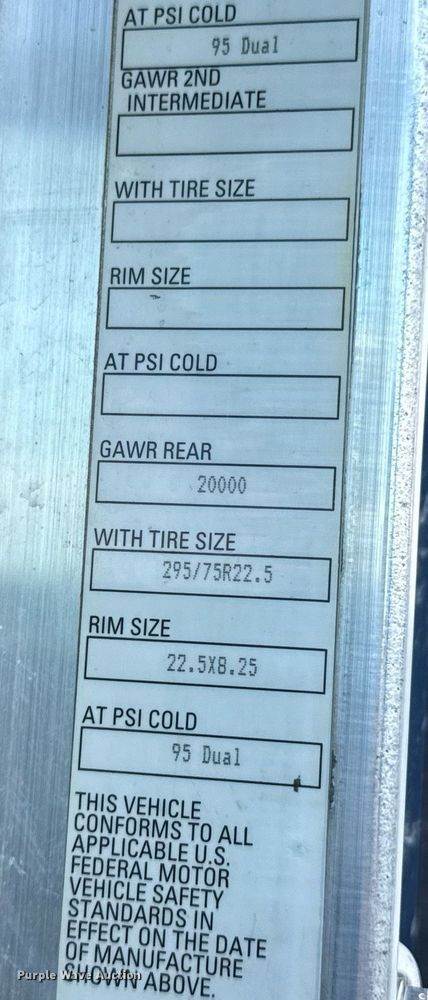 AT PSI COLD
95 Dual
GAWR 2ND
INTERMEDIATE
WITH TIRE SIZE
RIM SIZE
AT PSI COLD
GAWR REAR
20000
WITH TIRE SIZE
295/75R22.5
RIM SIZE
22.5X8.25
AT PSI COLD
95 Dual
THIS VEHICLE
CONFORMS TO ALL
APPLICABLE U.S.
FEDERAL MOTOR
VEHICLE SAFETY
STANDARDS IN
EFFECT ON THE DATE
OF MANUFACTURE
SHOWN ABOVE.
Purple Wave Auction